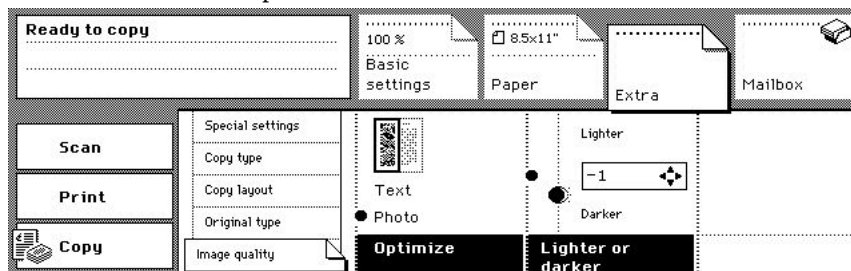 Ready to copy
100 %
Basic
settings
8.5x11"
Paper
Extra
Mailbox
Scan
Print
Copy
Special settings
Copy type
Copy layout
Original type
Image quality
Text
Photo
Optimize
Lighter
-1
Darker
Lighter or
darker